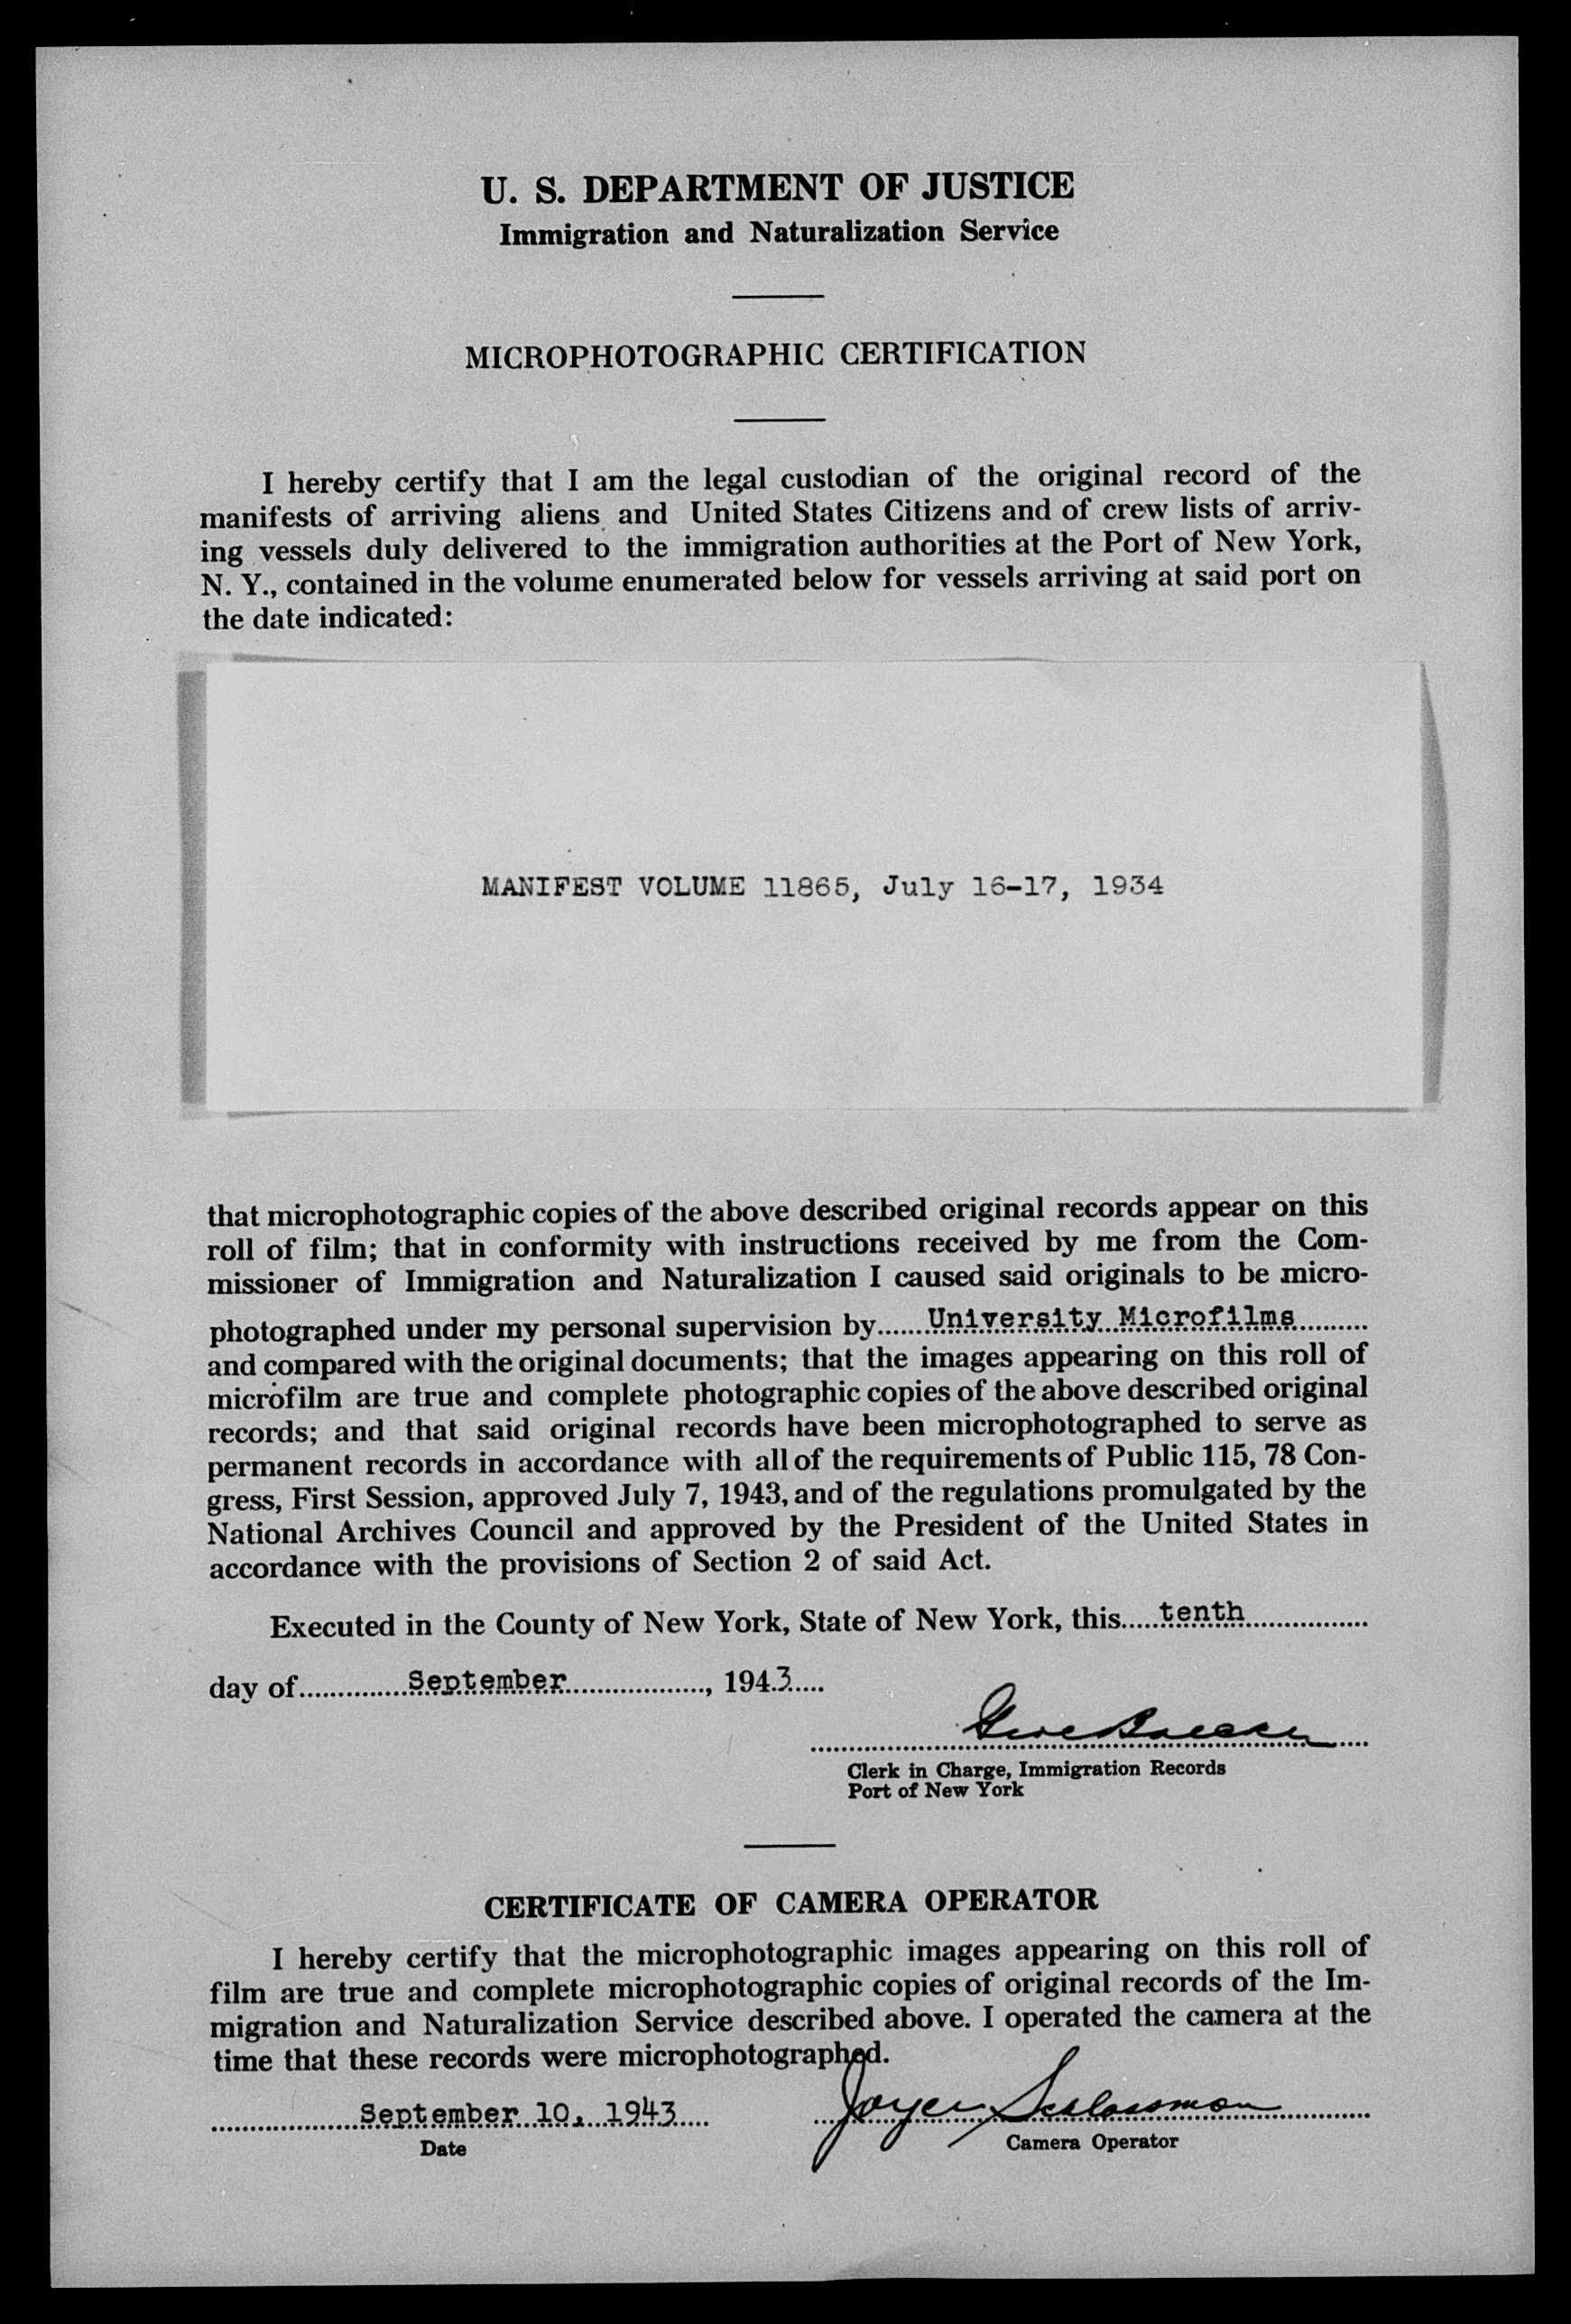 U. S. DEPARTMENT OF JUSTICE
Immigration and Naturalization Service
MICROPHOTOGRAPHIC CERTIFICATION
I hereby certify that I am the legal custodian of the original record of the
manifests of arriving aliens and United States Citizens and of crew lists of arriv-
ing vessels duly delivered to the immigration authorities at the Port of New York,
N. Y., contained in the volume enumerated below for vessels arriving at said port on
the date indicated:
MANIFEST VOLUME 11865, July 16-17, 1934
that microphotographic copies of the above described original records appear on this
roll of film; that in conformity with instructions received by me from the Com-
missioner of Immigration and Naturalization I caused said originals to be micro-
photographed under my personal supervision by......University Microfilms..........
and compared with the original documents; that the images appearing on this roll of
microfilm are true and complete photographic copies of the above described original
records; and that said original records have been microphotographed to serve as
permanent records in accordance with all of the requirements of Public 115, 78 Con-
gress, First Session, approved July 7, 1943, and of the regulations promulgated by the
National Archives Council and approved by the President of the United States in
accordance with the provisions of Section 2 of said Act.
Executed in the County of New York, State of New York, this.....tenth.................
day of...............September..................., 1943.....
Clerk in Charge, Immigration Records
Port of New York
CERTIFICATE OF CAMERA OPERATOR
I hereby certify that the microphotographic images appearing on this roll of
film are true and complete microphotographic copies of original records of the Im-
migration and Naturalization Service described above. I operated the camera at the
time that these records were microphotographed.
September 10, 1943 Schlossman
Date Camera Operator